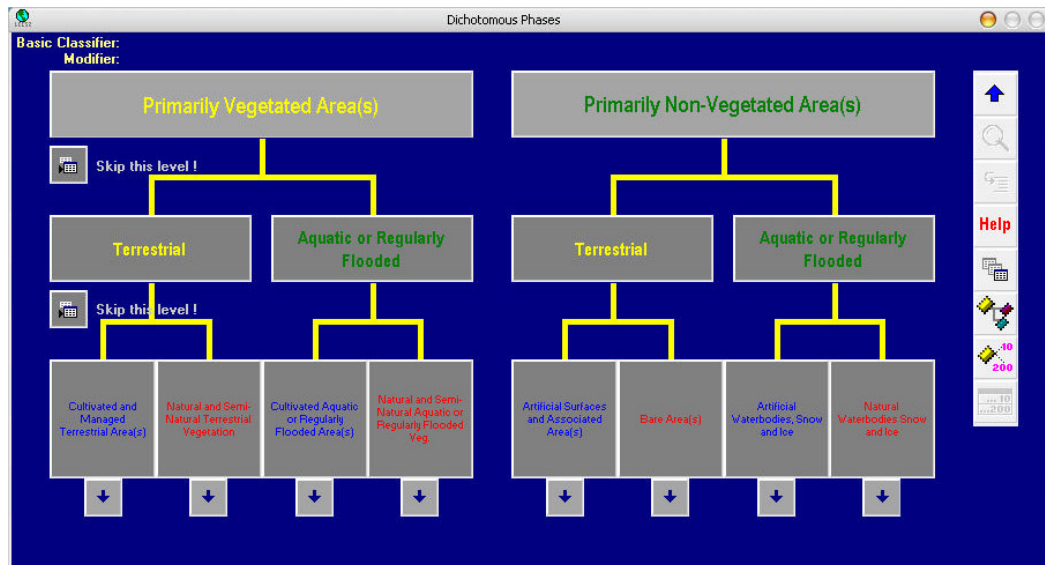 Dichotomous Phases
Basic Classifier:
Modifier:
Primarily Vegetated Area(s)
Primarily Non-Vegetated Area(s)
Skip this level !
Terrestrial
Aquatic or Regularly
Flooded
Terrestrial
Aquatic or Regularly
Flooded
Help
Skip this level !
Cultivated and
Managed
Terrestrial Area(s)
Natural and Semi-
Natural Terrestrial
Vegetation
Cultivated Aquatic
or Regularly
Flooded Area(s)
Natural and Semi-
Natural Aquatic or
Regularly Flooded
Veg.
Artificial Surfaces
and Associated
Area(s)
Bare Area(s)
Artificial
Waterbodies, Snow
and Ice
Natural
Waterbodies Snow
and Ice
10
200
... 10
...200